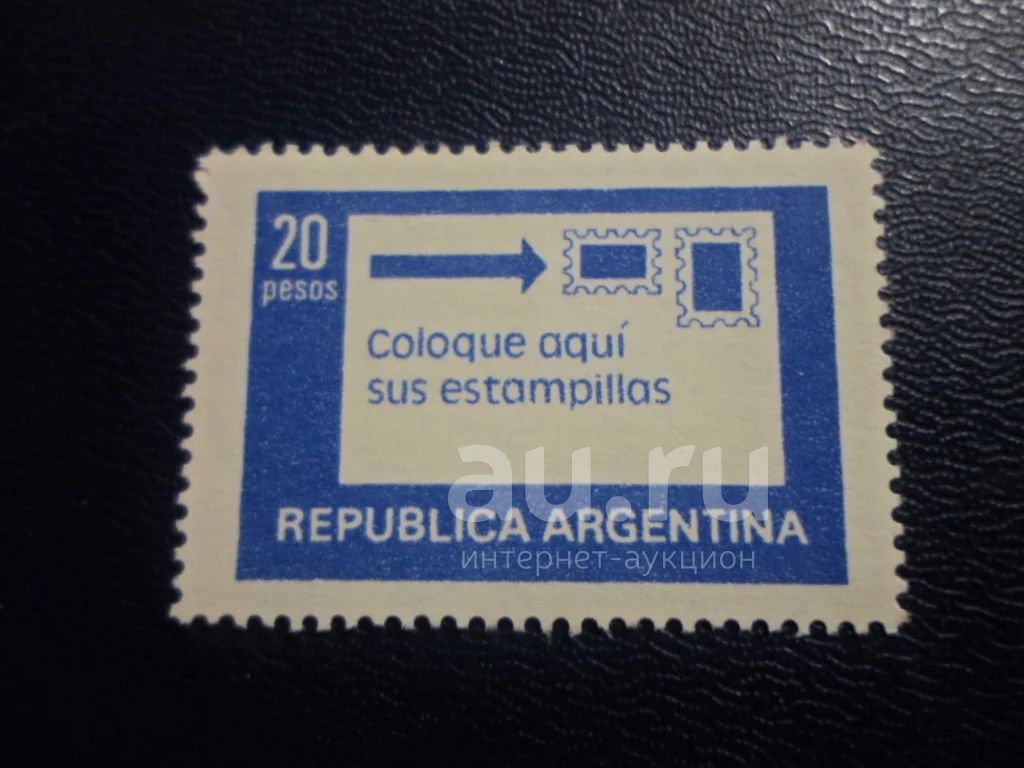 20
pesos
Coloque aquí
sus estampillas
REPUBLICA ARGENTINA
au.ru
интернет-аукцион